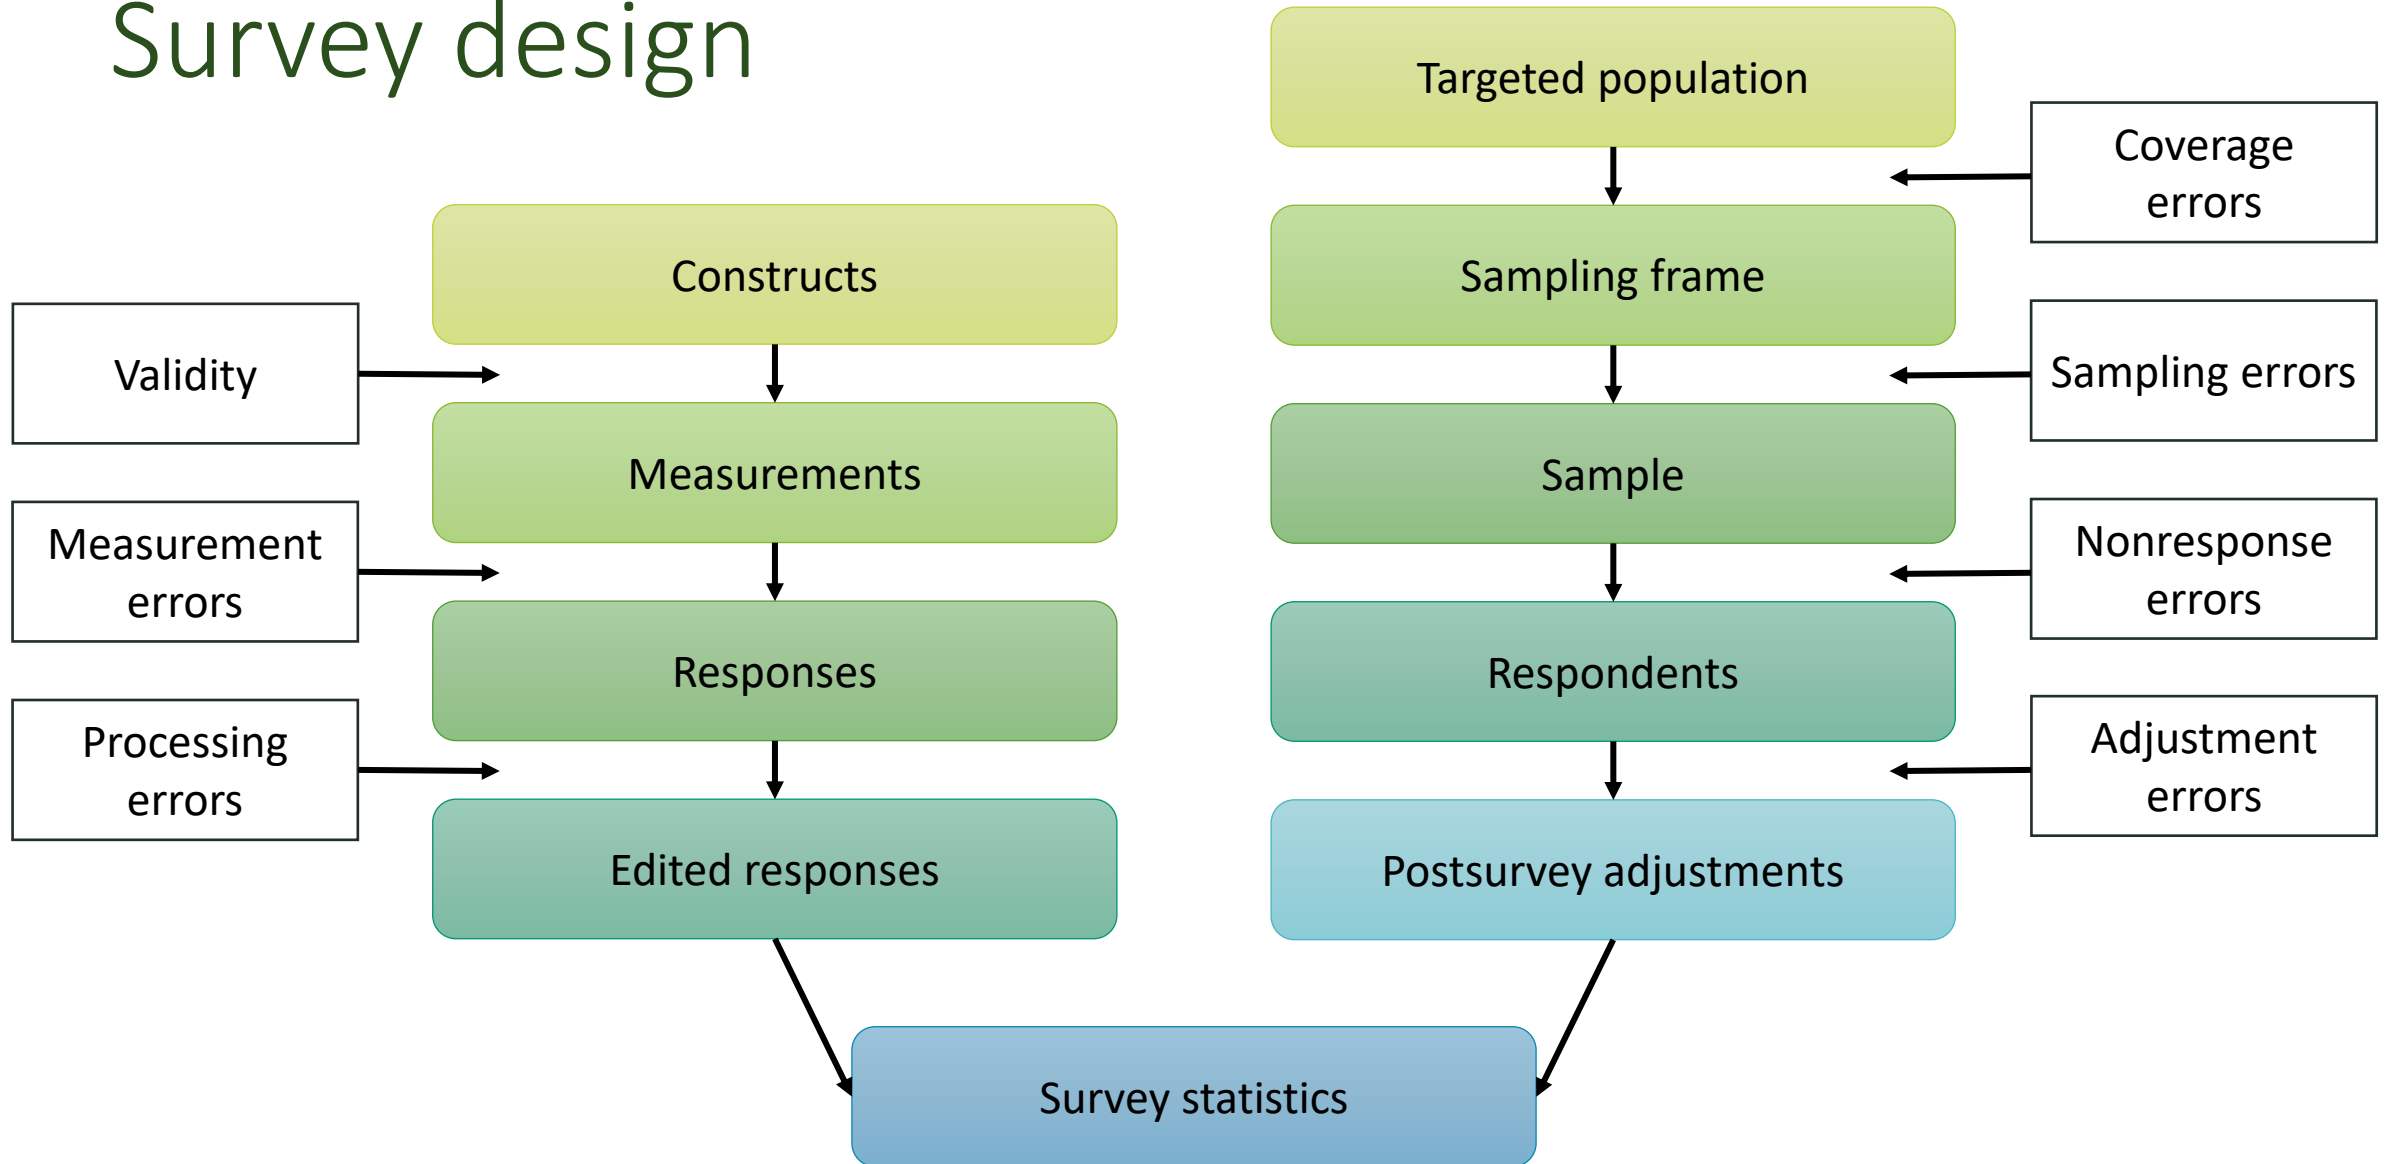 Survey design
Targeted population
Coverage
errors
Constructs
Sampling frame
Validity
Sampling errors
Measurements
Sample
Measurement
errors
Nonresponse
errors
Responses
Respondents
Processing
errors
Adjustment
errors
Edited responses
Postsurvey adjustments
Survey statistics